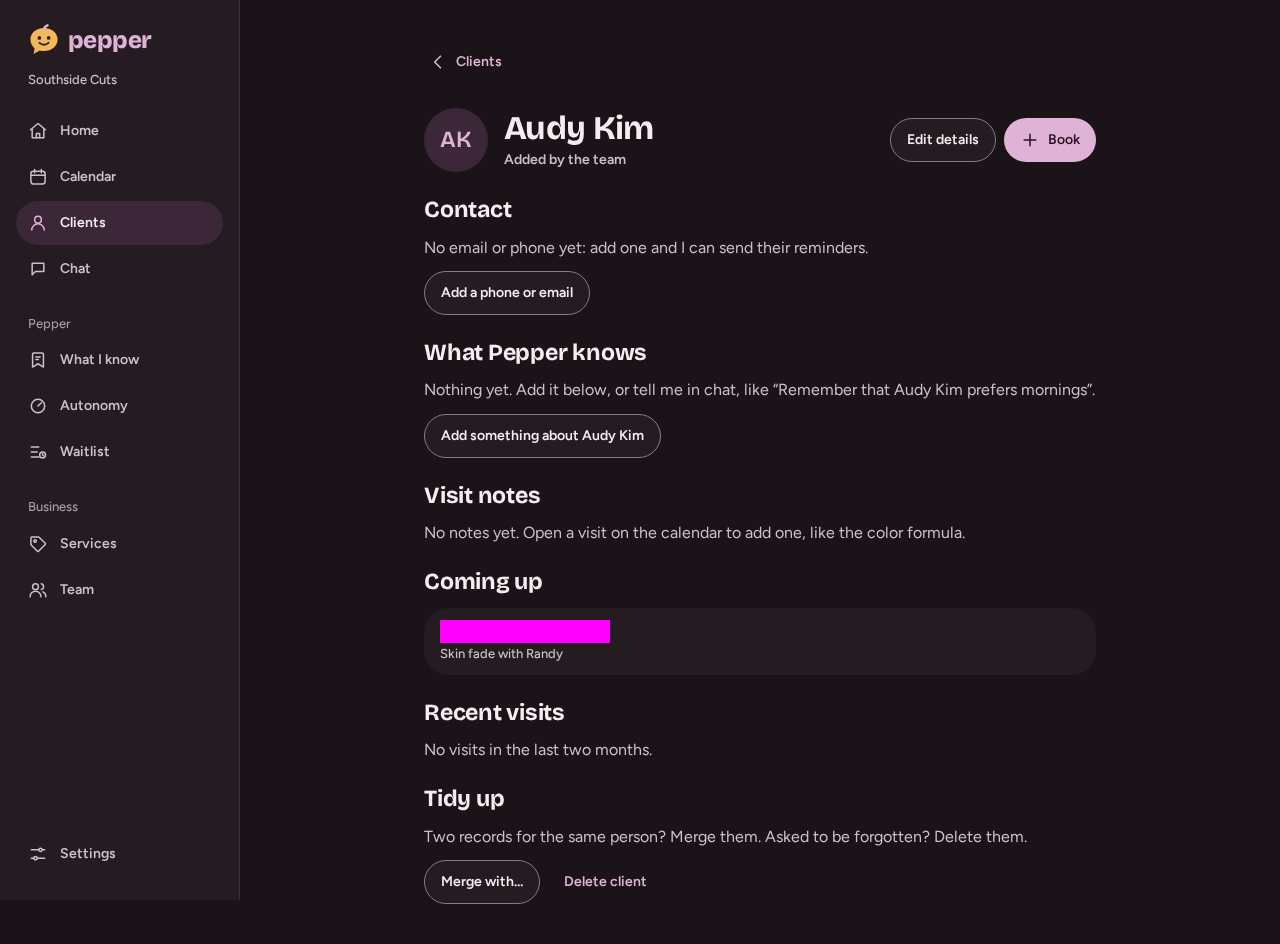 pepper
Southside Cuts
Home
Calendar
Clients
Chat
Pepper
What I know
Autonomy
Waitlist
Business
Services
Team
Settings
Clients
AK
Audy Kim
Added by the team
Edit details
Book
Contact
No email or phone yet: add one and I can send their reminders.
Add a phone or email
What Pepper knows
Nothing yet. Add it below, or tell me in chat, like “Remember that Audy Kim prefers mornings”.
Add something about Audy Kim
Visit notes
No notes yet. Open a visit on the calendar to add one, like the color formula.
Coming up
Skin fade with Randy
Recent visits
No visits in the last two months.
Tidy up
Two records for the same person? Merge them. Asked to be forgotten? Delete them.
Merge with…
Delete client